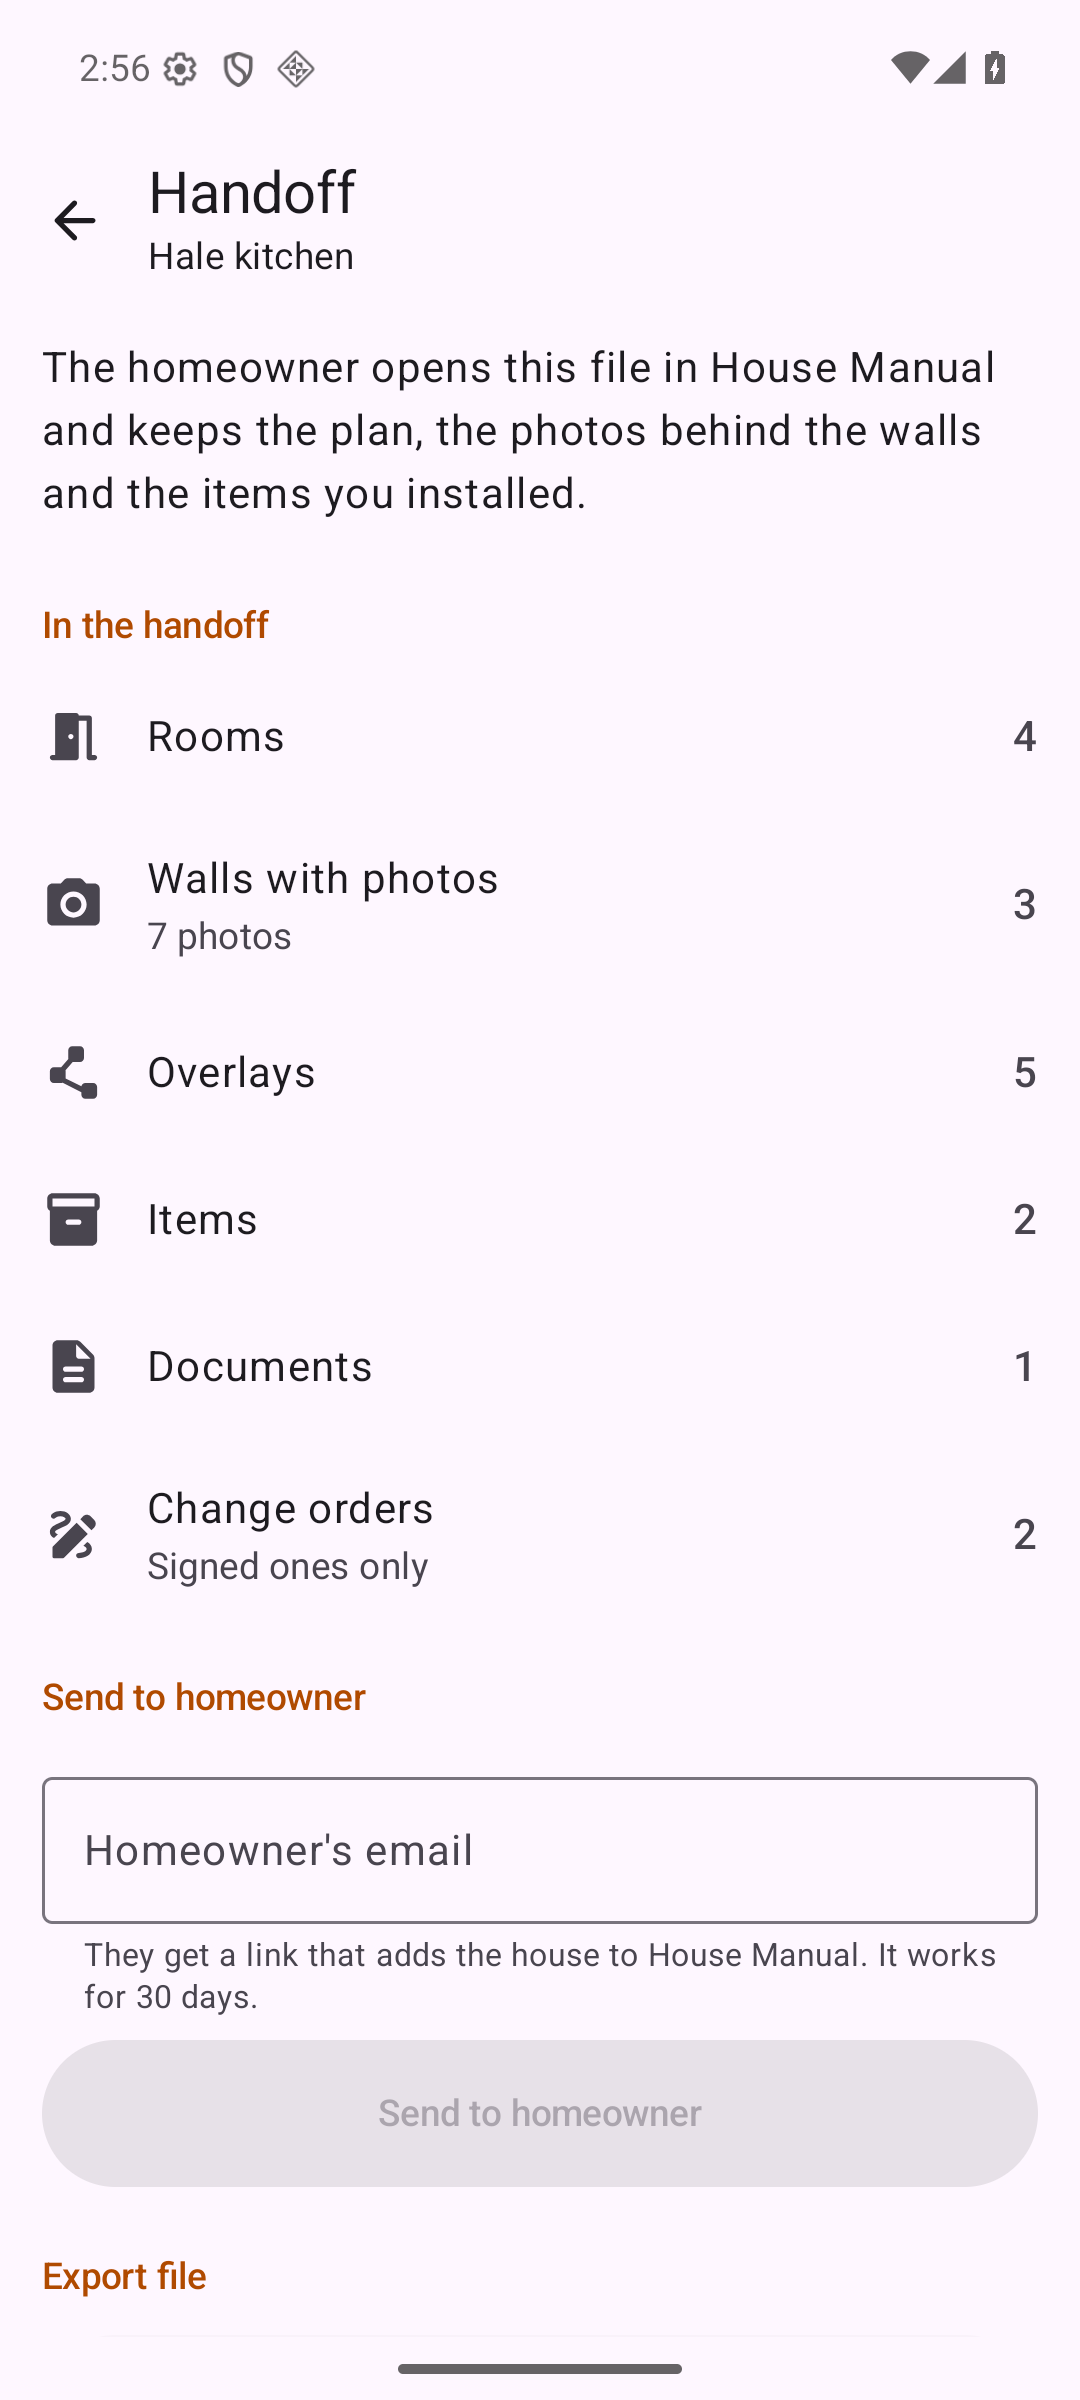 2:56
Handoff
Hale kitchen
The homeowner opens this file in House Manual
and keeps the plan, the photos behind the walls
and the items you installed.
In the handoff
Rooms 4
Walls with photos
7 photos
3
Overlays 5
Items 2
Documents 1
Change orders
Signed ones only
2
Send to homeowner
Homeowner's email
They get a link that adds the house to House Manual. It works
for 30 days.
Send to homeowner
Export file